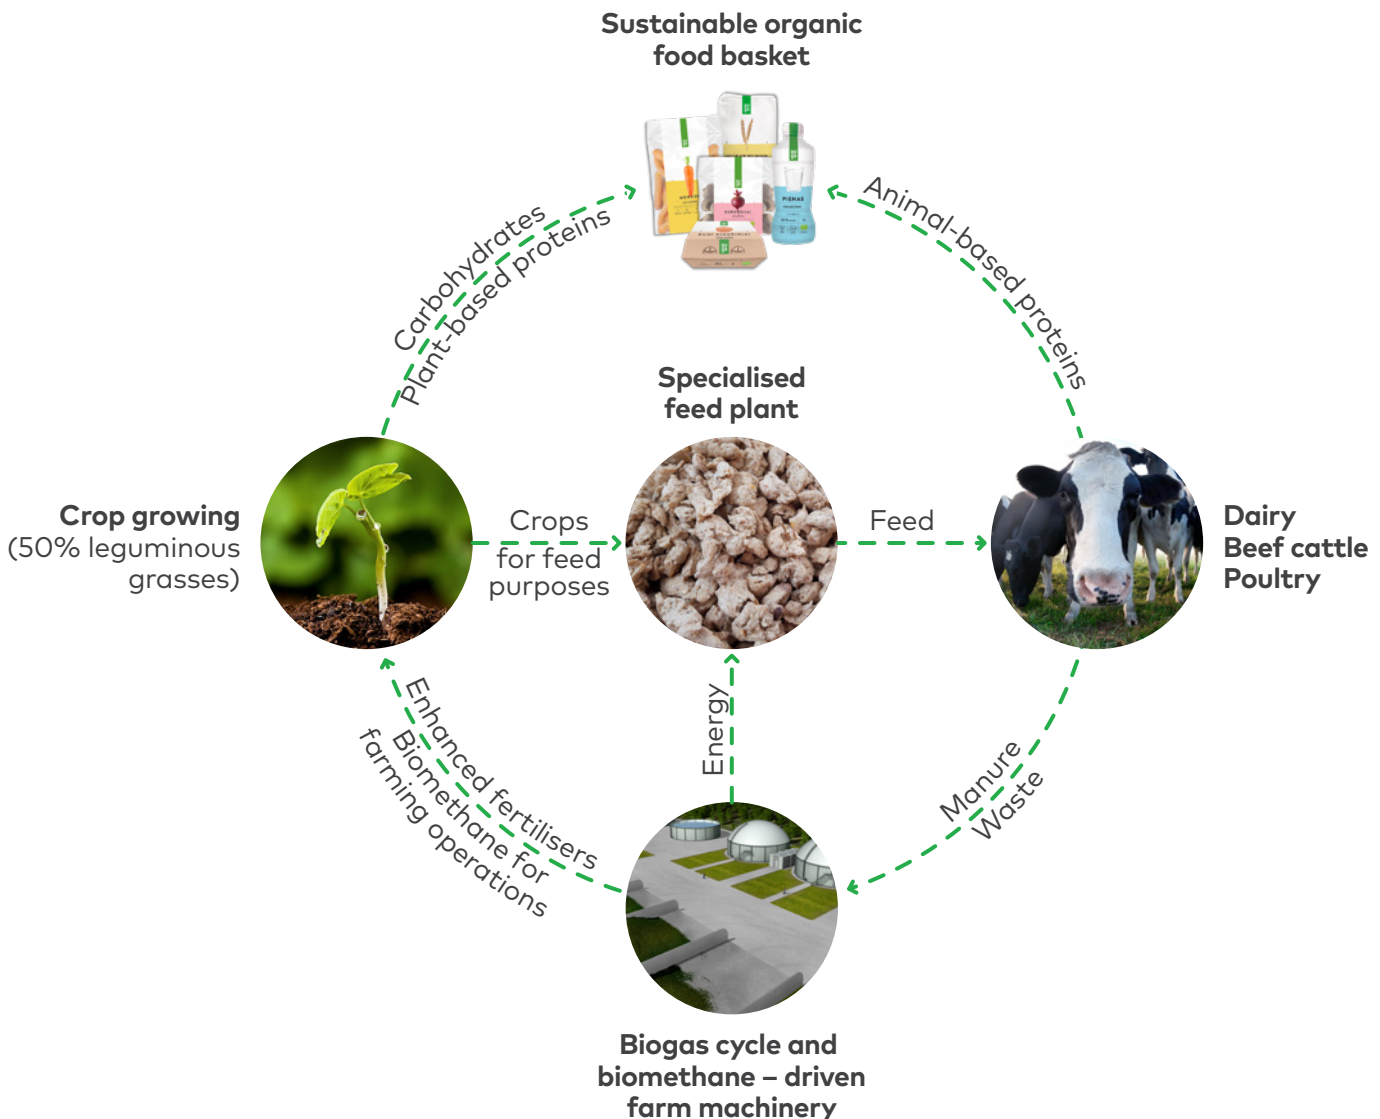 Sustainable organic
food basket
PIENAS
Carbohydrates
Plant-based proteins
Animal-based proteins
Specialised
feed plant
Crop growing
(50% leguminous
grasses)
Crops
for feed
purposes
Feed
Dairy
Beef cattle
Poultry
Enhanced fertilisers
Biomethane for
farming operations
Energy
Manure
Waste
Biogas cycle and
biomethane – driven
farm machinery